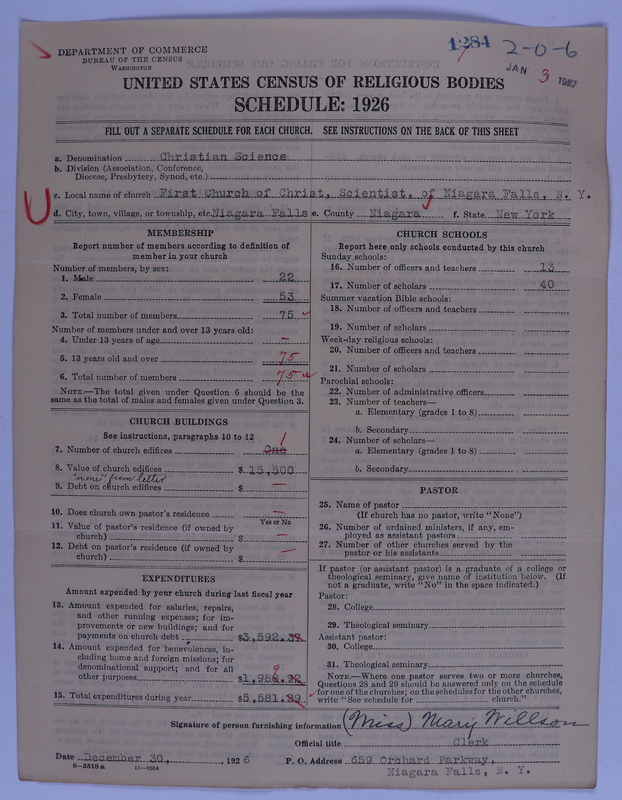 DEPARTMENT OF COMMERCE
BUREAU OF THE CENSUS
WASHINGTON
1284 2-0-6
JAN 3 1927
UNITED STATES CENSUS OF RELIGIOUS BODIES
SCHEDULE: 1926
FILL OUT A SEPARATE SCHEDULE FOR EACH CHURCH. SEE INSTRUCTIONS ON THE BACK OF THIS SHEET
a. Denomination Christian Science
b. Division (Association, Conference, Diocese, Presbytery, Synod, etc.)
c. Local name of church First Church of Christ, Scientist, of Niagara Falls, N. Y.
d. City, town, village, or township, etc Niagara Falls e. County Niagara f. State New York
MEMBERSHIP
Report number of members according to definition of
member in your church
Number of members, by sex:
1. Male 22
2. Female 53
3. Total number of members 75
Number of members under and over 13 years old:
4. Under 13 years of age —
5. 13 years old and over 75
6. Total number of members 75
NOTE.—The total given under Question 6 should be
same as the total of males and females given under Question 3.
CHURCH BUILDINGS
See instructions, paragraphs 10 to 12
7. Number of church edifices One 1
8. Value of church edifices $15,500
"none" from letter
9. Debt on church edifices $ —
10. Does church own pastor's residence —
Yes or No
11. Value of pastor's residence (if owned by
church) $ —
12. Debt on pastor's residence (if owned by
church) $ —
EXPENDITURES
Amount expended by your church during last fiscal year
13. Amount expended for salaries, repairs,
and other running expenses; for im-
provements or new buildings; and for
payments on church debt $3,592.
14. Amount expended for benevolences, in-
cluding home and foreign missions; for
denominational support; and for all
other purposes $1,988.92 9
15. Total expenditures during year $5,581.
CHURCH SCHOOLS
Report here only schools conducted by this church
Sunday schools:
16. Number of officers and teachers 13
17. Number of scholars 40
Summer vacation Bible schools:
18. Number of officers and teachers
19. Number of scholars
Week-day religious schools:
20. Number of officers and teachers
21. Number of scholars
Parochial schools:
22. Number of administrative officers
23. Number of teachers—
a. Elementary (grades 1 to 8)
b. Secondary
24. Number of scholars—
a. Elementary (grades 1 to 8)
b. Secondary
PASTOR
25. Name of pastor
(If church has no pastor, write "None")
26. Number of ordained ministers, if any, em-
ployed as assistant pastors
27. Number of other churches served by the
pastor or his assistants
If pastor (or assistant pastor) is a graduate of a college or
theological seminary, give name of institution below. (If
not a graduate, write "No" in the space indicated.)
Pastor:
28. College
29. Theological seminary
Assistant pastor:
30. College
31. Theological seminary
NOTE.—Where one pastor serves two or more churches,
Questions 28 and 29 should be answered only on the schedule
for one of the churches; on the schedules for the other churches,
write "See schedule for church."
Signature of person furnishing information (Miss) Mary Willson
Official title Clerk
Date December 30, 1926 P. O. Address 659 Orchard Parkway,
8-5518 a 11-9054 Niagara Falls, N. Y.